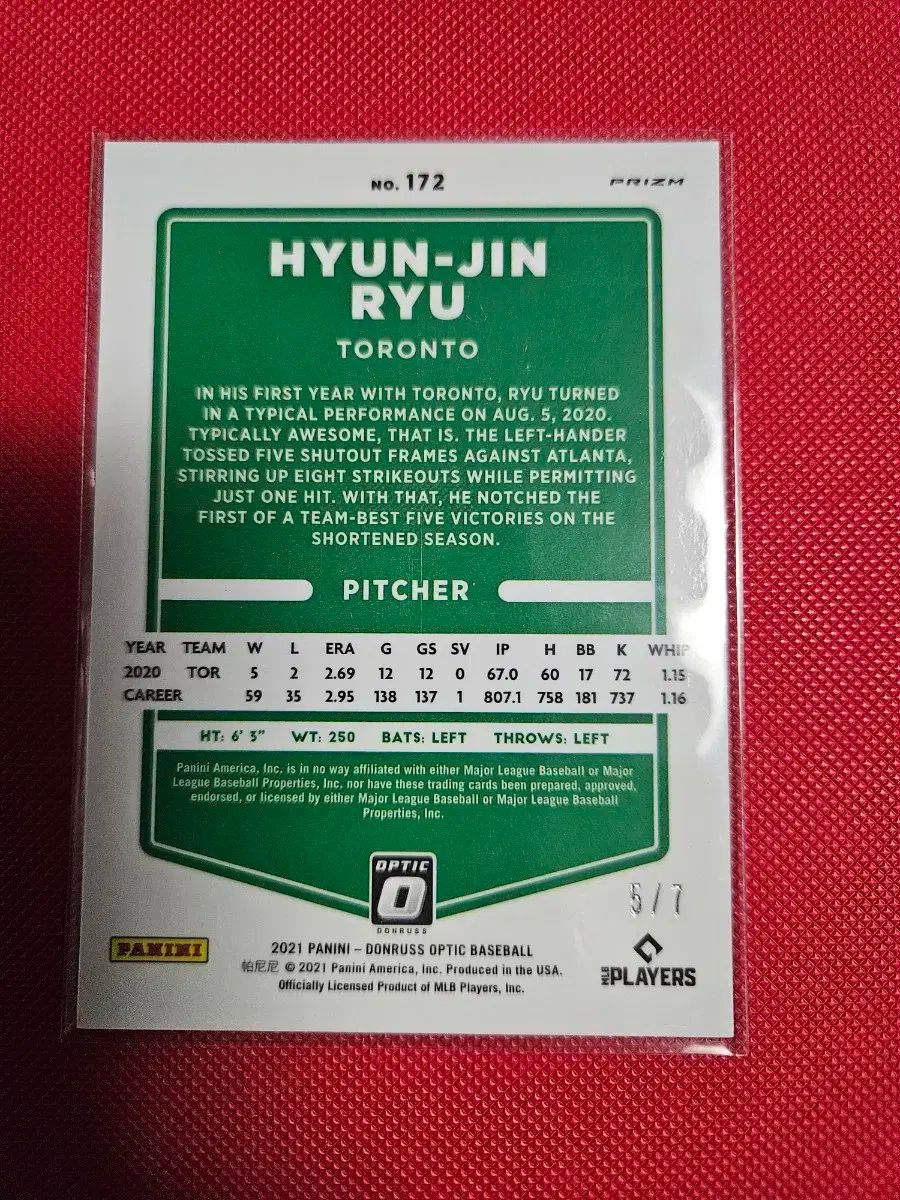 No. 172
PRIZM
HYUN-JIN
RYU
TORONTO
IN HIS FIRST YEAR WITH TORONTO, RYU TURNED
IN A TYPICAL PERFORMANCE ON AUG. 5, 2020.
TYPICALLY AWESOME, THAT IS. THE LEFT-HANDER
TOSSED FIVE SHUTOUT FRAMES AGAINST ATLANTA,
STIRRING UP EIGHT STRIKEOUTS WHILE PERMITTING
JUST ONE HIT. WITH THAT, HE NOTCHED THE
FIRST OF A TEAM-BEST FIVE VICTORIES ON THE
SHORTENED SEASON.
PITCHER
YEAR TEAM W L ERA G GS SV IP H BB K WHIP
2020 TOR 5 2 2.69 12 12 0 67.0 60 17 72 1.15
CAREER 59 35 2.95 138 137 1 807.1 758 181 737 1.16
HT: 6' 3" WT: 250 BATS: LEFT THROWS: LEFT
Panini America, Inc. is in no way affiliated with either Major League Baseball or Major
League Baseball Properties, Inc. nor have these trading cards been prepared, approved,
endorsed, or licensed by either Major League Baseball or Major League Baseball
Properties, Inc.
OPTIC
O
DONRUSS
5/7
PANINI
2021 PANINI – DONRUSS OPTIC BASEBALL
帕尼尼 © 2021 Panini America, Inc. Produced in the USA.
Officially Licensed Product of MLB Players, Inc.
MLB PLAYERS